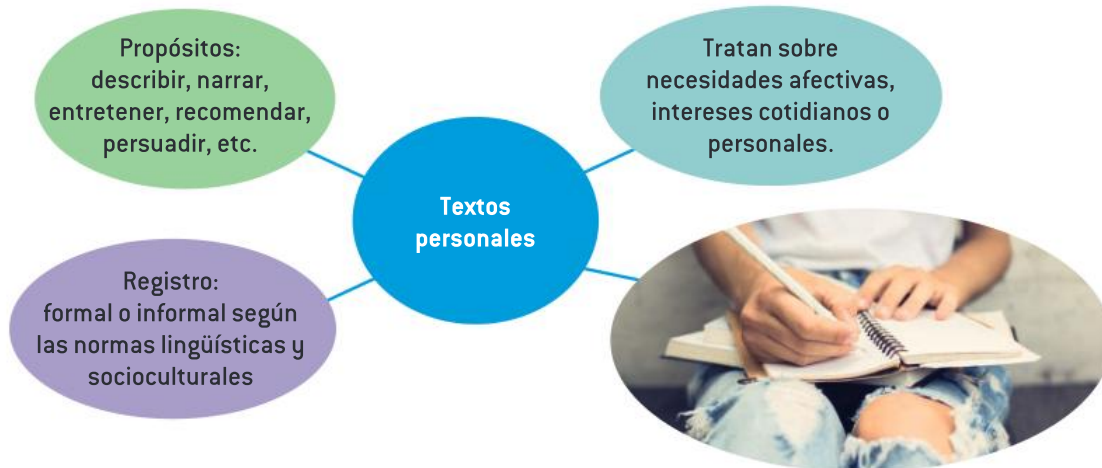 Propósitos:
describir, narrar,
entretener, recomendar,
persuadir, etc.
Tratan sobre
necesidades afectivas,
intereses cotidianos o
personales.
Textos
personales
Registro:
formal o informal según
las normas lingüísticas y
socioculturales